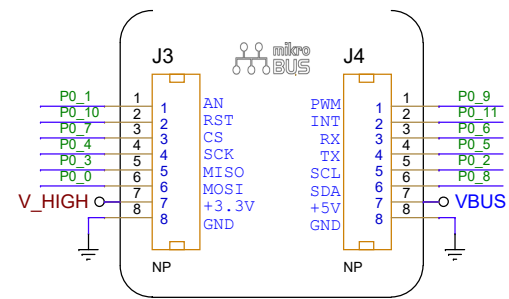 J3
mikro
BUS
J4
P0_1 1 1 AN
P0_10 2 2 RST
P0_7 3 3 CS
P0_4 4 4 SCK
P0_3 5 5 MISO
P0_0 6 6 MOSI
V_HIGH 7 7 +3.3V
8 8 GND
NP
PWM 1 1 P0_9
INT 2 2 P0_11
RX 3 3 P0_6
TX 4 4 P0_5
SCL 5 5 P0_2
SDA 6 6 P0_8
+5V 7 7 VBUS
GND 8 8
NP